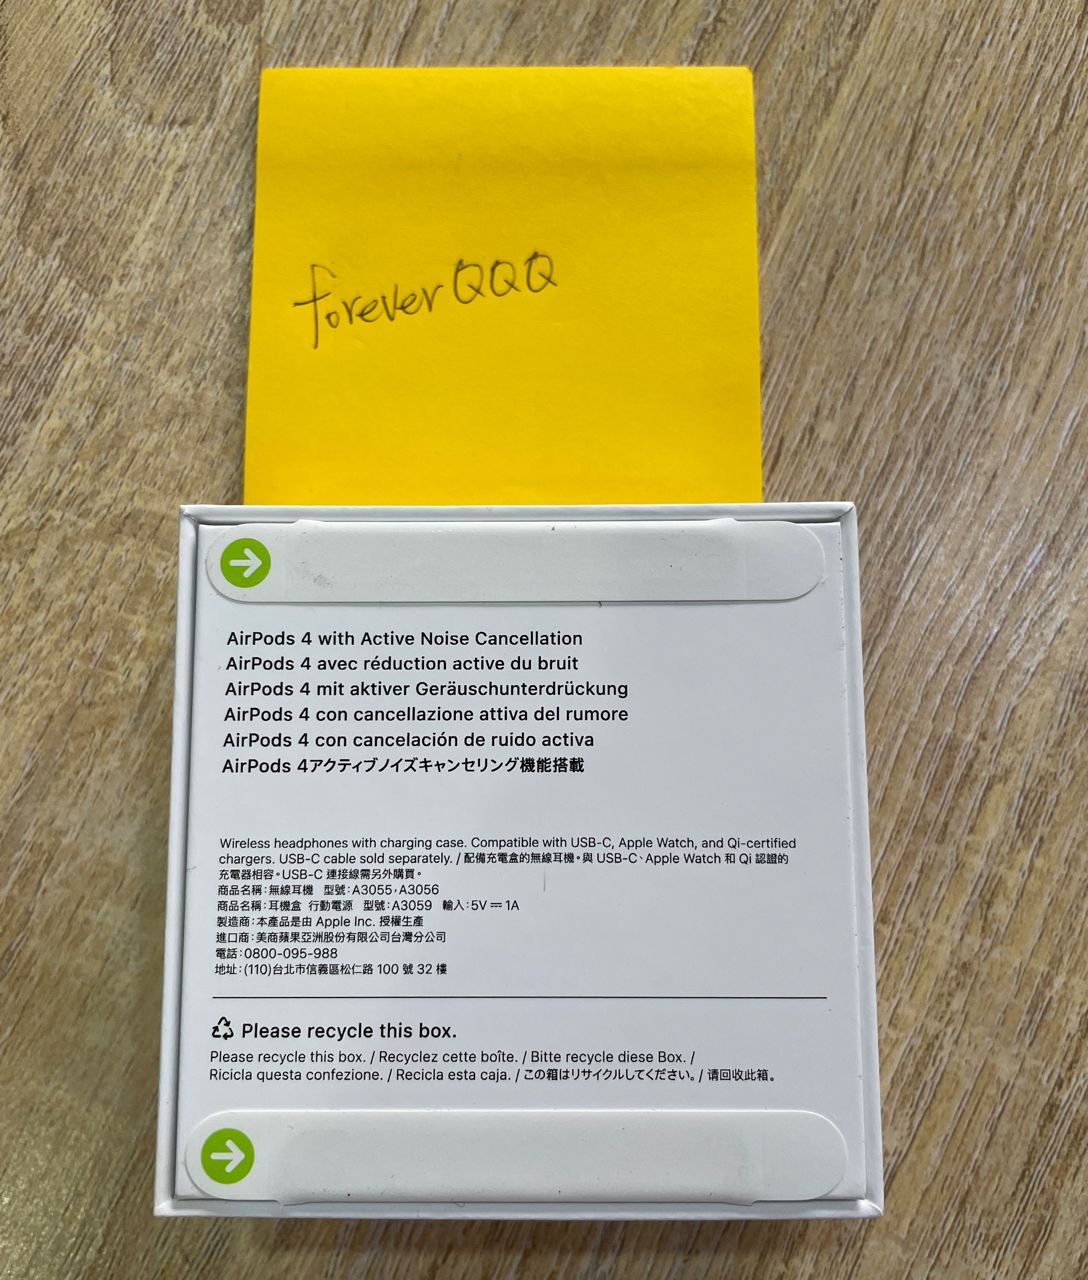 foreverQQQ
AirPods 4 with Active Noise Cancellation
AirPods 4 avec réduction active du bruit
AirPods 4 mit aktiver Geräuschunterdrückung
AirPods 4 con cancellazione attiva del rumore
AirPods 4 con cancelación de ruido activa
AirPods 4アクティブノイズキャンセリング機能搭載
Wireless headphones with charging case. Compatible with USB-C, Apple Watch, and Qi-certified
chargers. USB-C cable sold separately. / 配備充電盒的無線耳機。與 USB-C、Apple Watch 和 Qi 認證的
充電器相容。USB-C 連接線需另外購買。
商品名稱：無線耳機 型號：A3055，A3056
商品名稱：耳機盒 行動電源 型號：A3059 輸入：5V ⎓ 1A
製造商：本產品是由 Apple Inc. 授權生產
進口商：美商蘋果亞洲股份有限公司台灣分公司
電話：0800-095-988
地址：(110)台北市信義區松仁路 100 號 32 樓
Please recycle this box.
Please recycle this box. / Recyclez cette boîte. / Bitte recycle diese Box. /
Ricicla questa confezione. / Recicla esta caja. / この箱はリサイクルしてください。/ 请回收此箱。